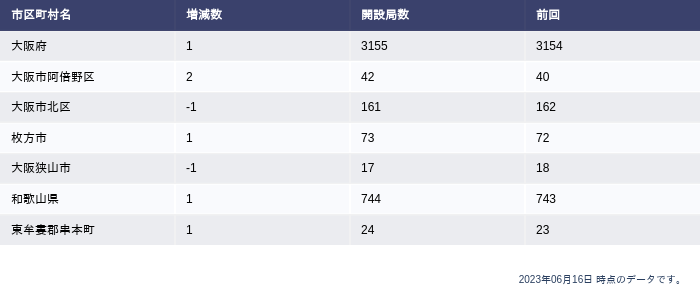 市区町村名 増減数 開設局数 前回
大阪府 1 3155 3154
大阪市阿倍野区 2 42 40
大阪市北区 -1 161 162
枚方市 1 73 72
大阪狭山市 -1 17 18
和歌山県 1 744 743
東牟婁郡串本町 1 24 23
2023年06月16日 時点のデータです。